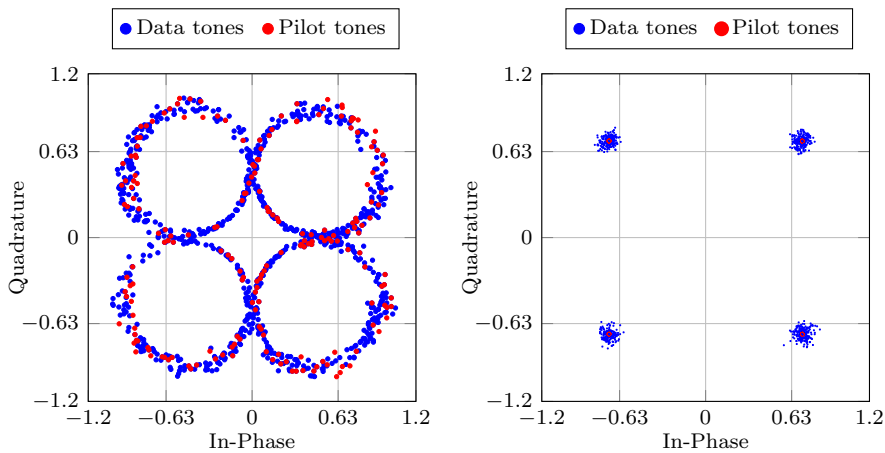 Data tones Pilot tones
1.2
0.63
0
−0.63
−1.2
−1.2 −0.63 0 0.63 1.2
In-Phase
Quadrature
Data tones Pilot tones
1.2
0.63
0
−0.63
−1.2
−1.2 −0.63 0 0.63 1.2
In-Phase
Quadrature